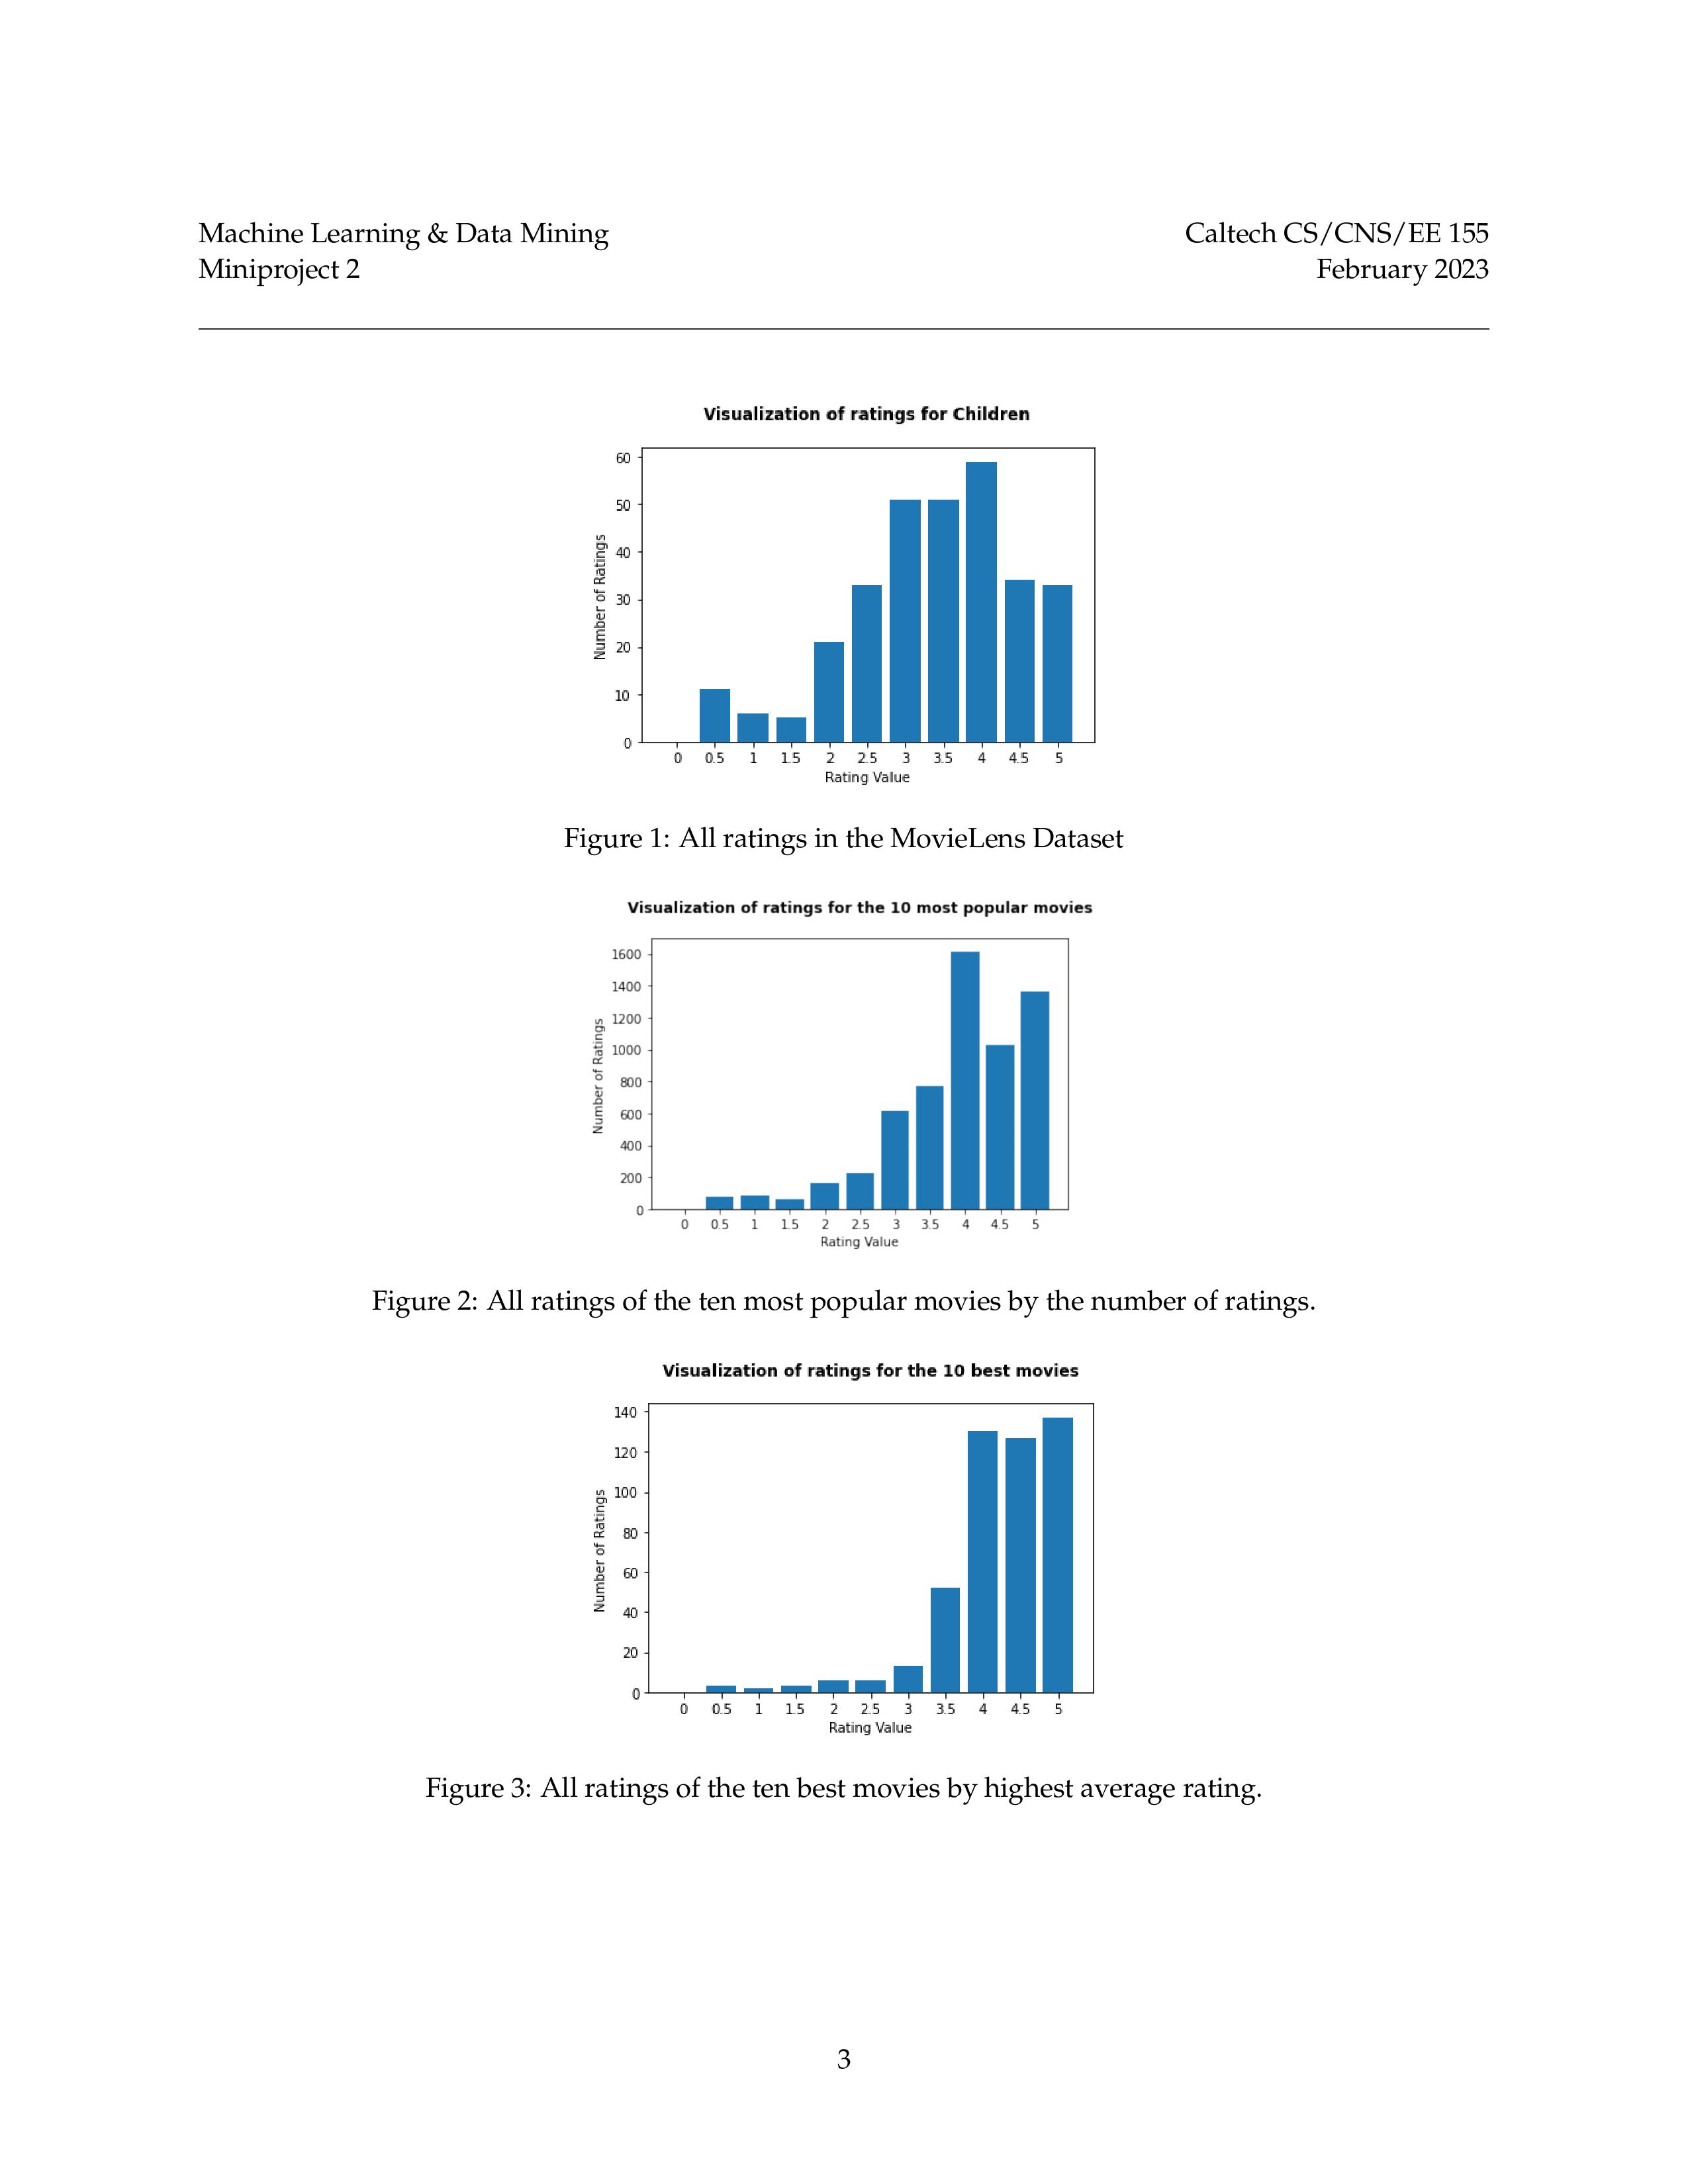 Machine Learning & Data Mining
Miniproject 2
Caltech CS/CNS/EE 155
February 2023
Visualization of ratings for Children
60
50
40
30
20
10
0
Number of Ratings
0 0.5 1 1.5 2 2.5 3 3.5 4 4.5 5
Rating Value
Figure 1: All ratings in the MovieLens Dataset
Visualization of ratings for the 10 most popular movies
1600
1400
1200
1000
800
600
400
200
0
Number of Ratings
0 0.5 1 1.5 2 2.5 3 3.5 4 4.5 5
Rating Value
Figure 2: All ratings of the ten most popular movies by the number of ratings.
Visualization of ratings for the 10 best movies
140
120
100
80
60
40
20
0
Number of Ratings
0 0.5 1 1.5 2 2.5 3 3.5 4 4.5 5
Rating Value
Figure 3: All ratings of the ten best movies by highest average rating.
3